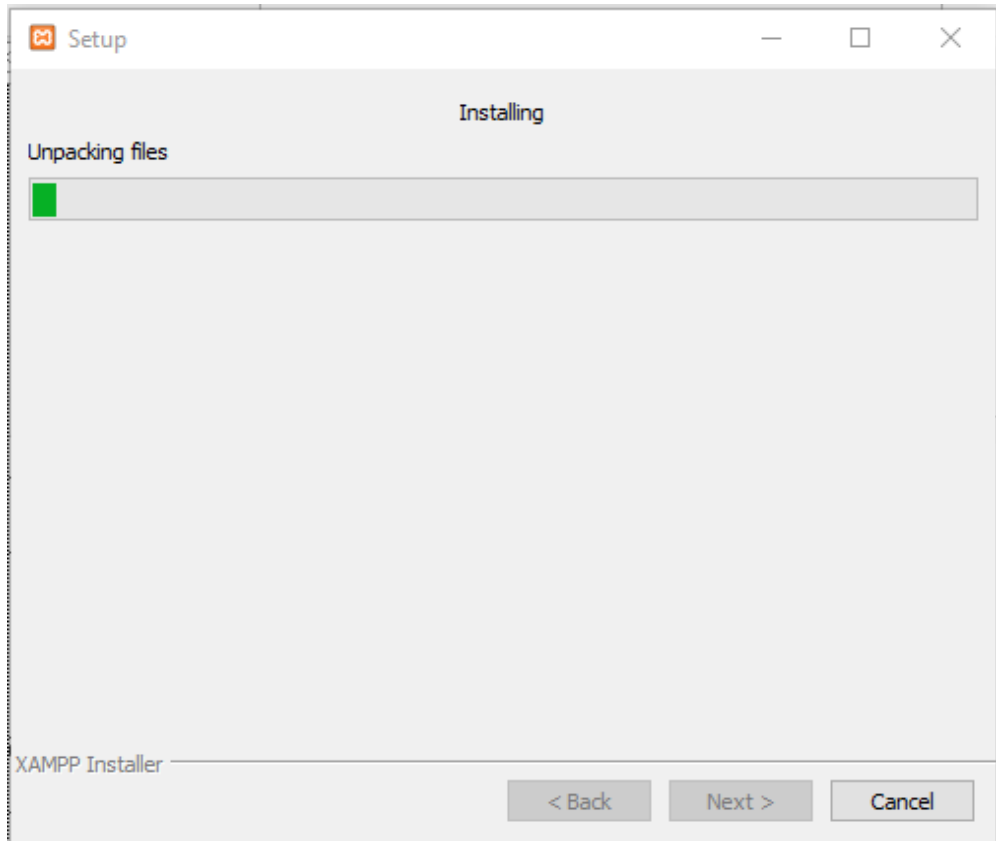 Setup
Installing
Unpacking files
XAMPP Installer
< Back
Next >
Cancel